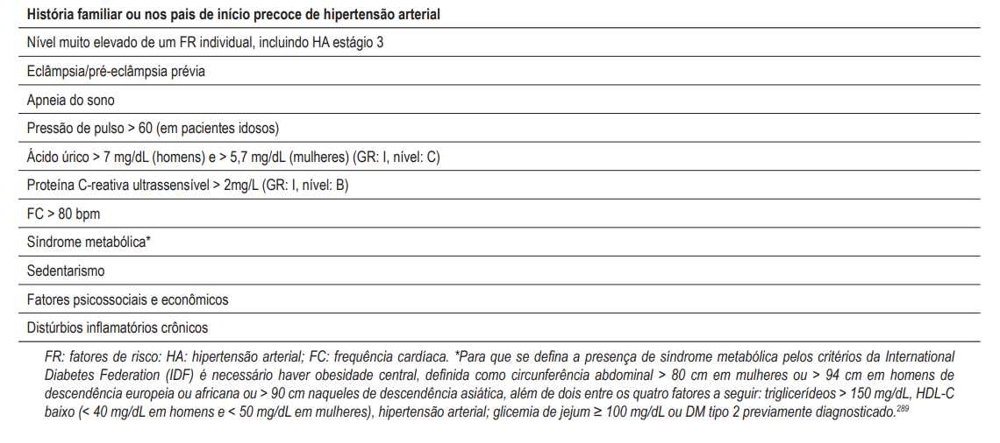 História familiar ou nos pais de início precoce de hipertensão arterial
Nível muito elevado de um FR individual, incluindo HA estágio 3
Eclâmpsia/pré-eclâmpsia prévia
Apneia do sono
Pressão de pulso > 60 (em pacientes idosos)
Ácido úrico > 7 mg/dL (homens) e > 5,7 mg/dL (mulheres) (GR: I, nível: C)
Proteína C-reativa ultrassensível > 2mg/L (GR: I, nível: B)
FC > 80 bpm
Síndrome metabólica*
Sedentarismo
Fatores psicossociais e econômicos
Distúrbios inflamatórios crônicos
FR: fatores de risco: HA: hipertensão arterial; FC: frequência cardíaca. *Para que se defina a presença de síndrome metabólica pelos critérios da International
Diabetes Federation (IDF) é necessário haver obesidade central, definida como circunferência abdominal > 80 cm em mulheres ou > 94 cm em homens de
descendência europeia ou africana ou > 90 cm naqueles de descendência asiática, além de dois entre os quatro fatores a seguir: triglicerídeos > 150 mg/dL, HDL-C
baixo (< 40 mg/dL em homens e < 50 mg/dL em mulheres), hipertensão arterial; glicemia de jejum ≥ 100 mg/dL ou DM tipo 2 previamente diagnosticado.289